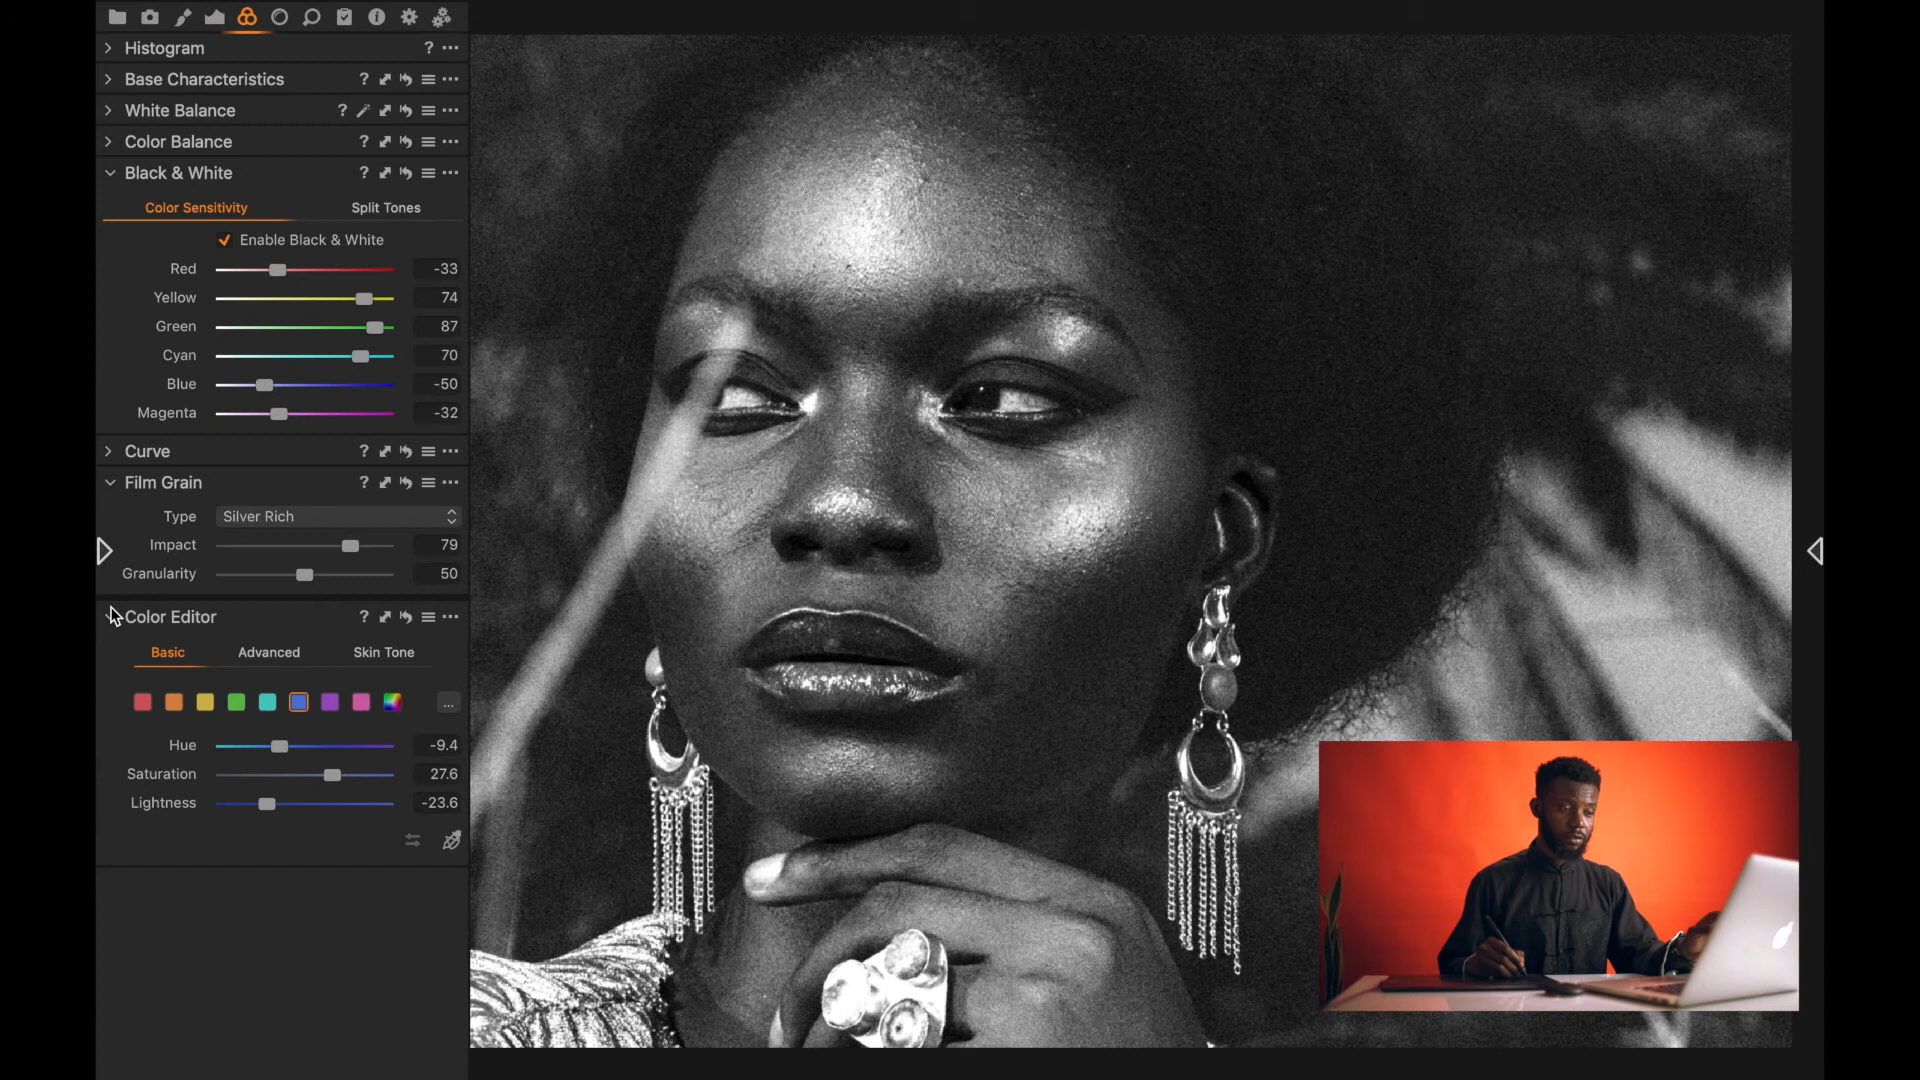 Histogram ? ...
Base Characteristics ? ...
White Balance ? ...
Color Balance ? ...
Black & White ? ...
Color Sensitivity Split Tones
Enable Black & White
Red -33
Yellow 74
Green 87
Cyan 70
Blue -50
Magenta -32
Curve ? ...
Film Grain ? ...
Type Silver Rich
Impact 79
Granularity 50
Color Editor ? ...
Basic Advanced Skin Tone
...
Hue -9.4
Saturation 27.6
Lightness -23.6